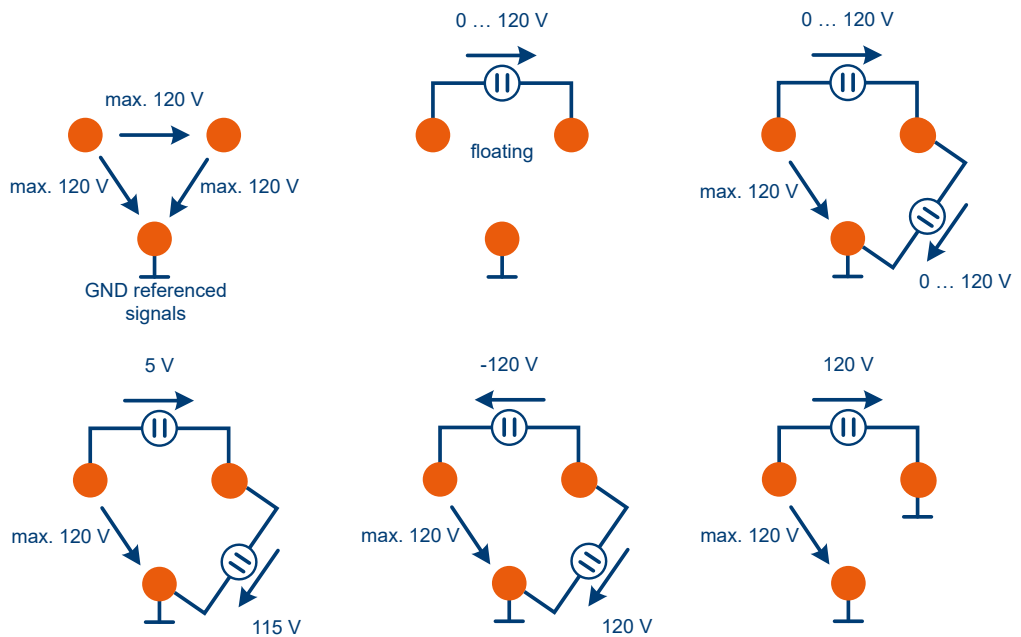 0 … 120 V
0 … 120 V
max. 120 V
floating
max. 120 V
max. 120 V
max. 120 V
GND referenced
signals
0 … 120 V
5 V
-120 V
120 V
max. 120 V
max. 120 V
max. 120 V
115 V
120 V